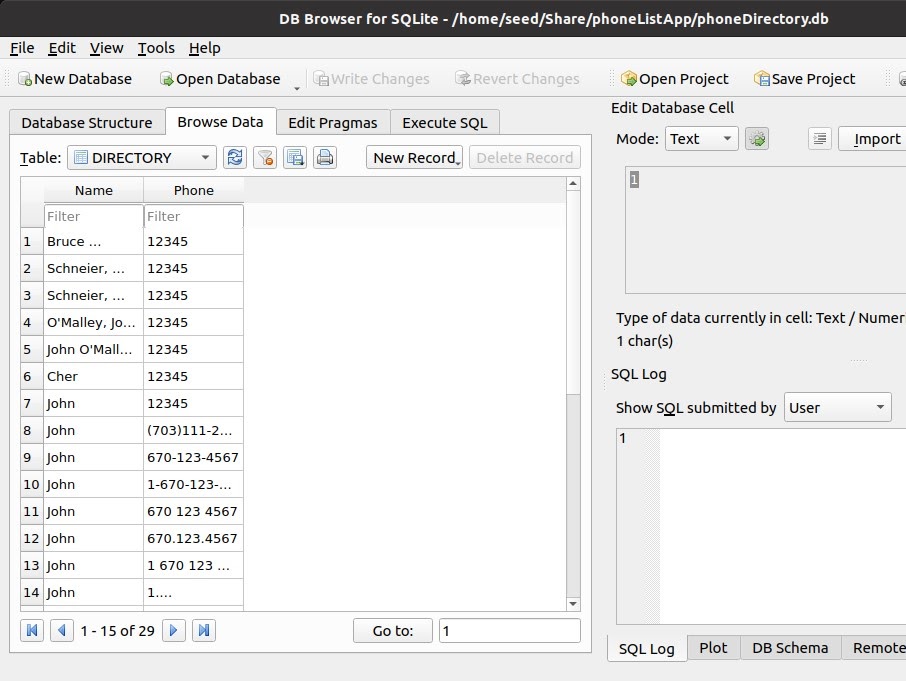 DB Browser for SQLite - /home/seed/Share/phoneListApp/phoneDirectory.db
File Edit View Tools Help
New Database Open Database Write Changes Revert Changes Open Project Save Project
Database Structure Browse Data Edit Pragmas Execute SQL
Table: DIRECTORY New Record Delete Record
Name Phone
Filter Filter
1 Bruce ... 12345
2 Schneier, ... 12345
3 Schneier, ... 12345
4 O'Malley, Jo... 12345
5 John O'Mall... 12345
6 Cher 12345
7 John 12345
8 John (703)111-2...
9 John 670-123-4567
10 John 1-670-123-...
11 John 670 123 4567
12 John 670.123.4567
13 John 1 670 123 ...
14 John 1....
1 - 15 of 29 Go to: 1
Edit Database Cell
Mode: Text Import
1
Type of data currently in cell: Text / Numer
1 char(s)
SQL Log
Show SQL submitted by User
1
SQL Log Plot DB Schema Remote